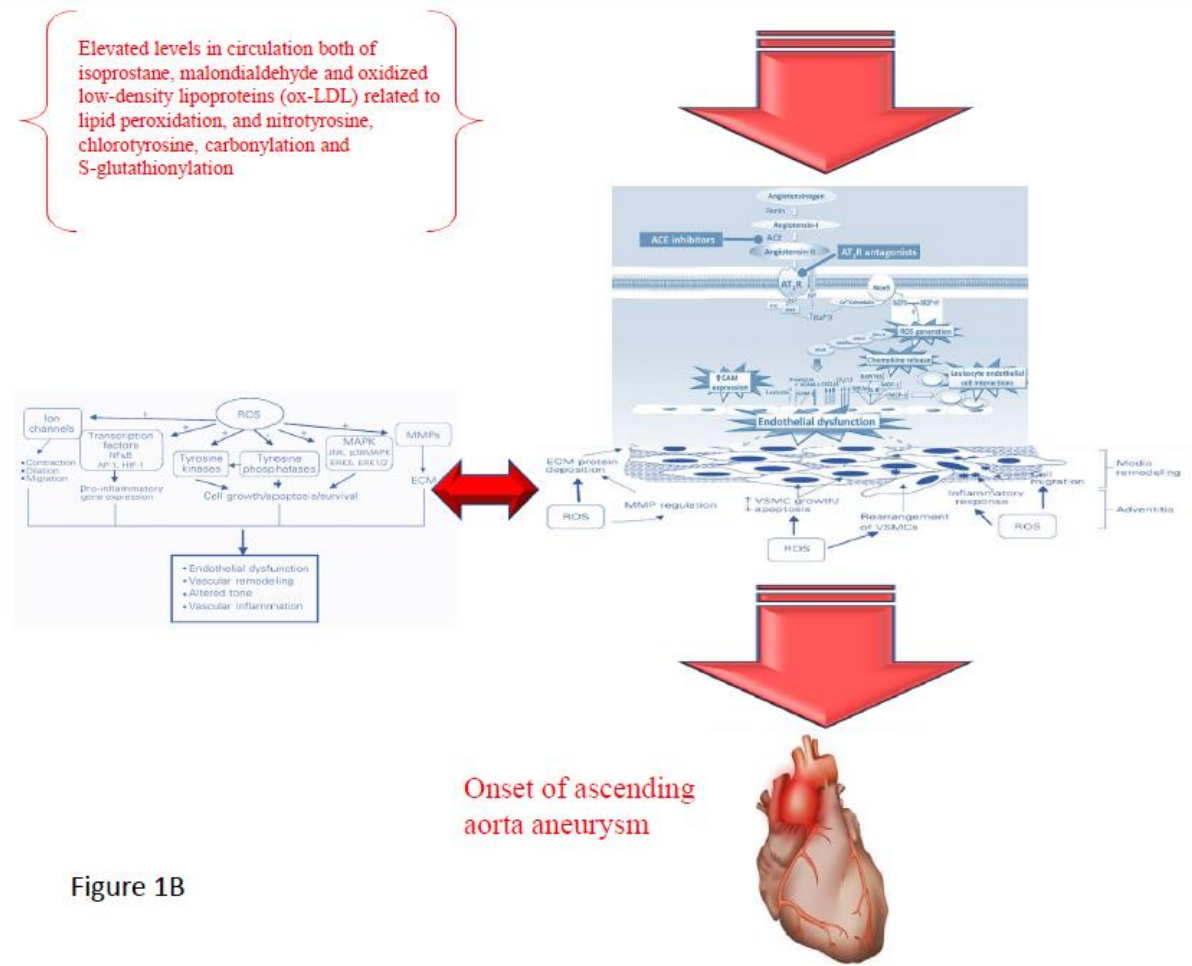 Elevated levels in circulation both of
isoprostane, malondialdehyde and oxidized
low-density lipoproteins (ox-LDL) related to
lipid peroxidation, and nitrotyrosine,
chlorotyrosine, carbonylation and
S-glutathionylation
Angiotensinogen
Renin
Angiotensin-I
ACE inhibitors
ACE
Angiotensin-II
AT₁R antagonists
AT₁R
Nox5
ROS generation
Chemokine release
↑CAM
expression
Leukocyte endothelial
cell interactions
Endothelial dysfunction
ROS
Ion
channels
Transcription
factors
NFκB
AP-1, HIF-1
Tyrosine
kinases
Tyrosine
phosphotases
MAPK
JNK, p38MAPK
ERK5, ERK1/2
MMPs
• Contraction
• Dilation
• Migration
Pro-inflammatory
gene expression
Cell growth/apoptosis/survival
ECM
• Endothelial dysfunction
• Vascular remodeling
• Altered tone
• Vascular inflammation
ECM protein
deposition
ROS
MMP regulation
↑ VSMC growth/
↓ apoptosis
ROS
Rearrangement
of VSMCs
Inflammatory
response
Cell
migration
ROS
Media
remodeling
Adventitia
Onset of ascending
aorta aneurysm
Figure 1B